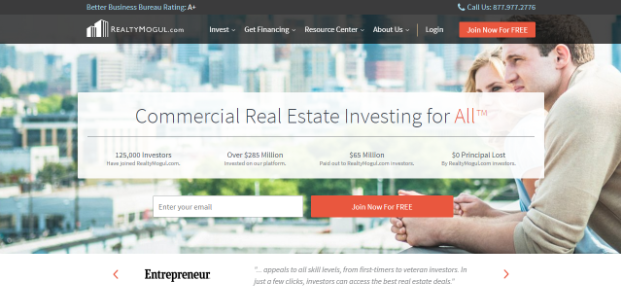 Better Business Bureau Rating: A+
Call Us: 877.977.2776
REALTYMOGUL.com
Invest
Get Financing
Resource Center
About Us
Login
Join Now For FREE
Commercial Real Estate Investing for All™
125,000 Investors
Have joined RealtyMogul.com.
Over $285 Million
Invested on our platform.
$65 Million
Paid out to RealtyMogul.com investors.
$0 Principal Lost
By RealtyMogul.com investors.
Enter your email
Join Now For FREE
Entrepreneur
"... appeals to all skill levels, from first-timers to veteran investors. In
just a few clicks, investors can access the best real estate deals."